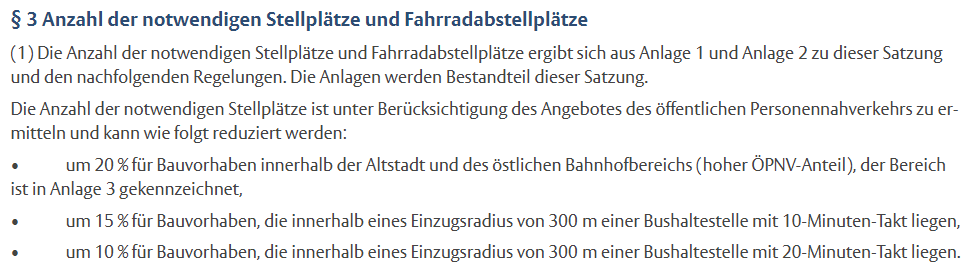 § 3 Anzahl der notwendigen Stellplätze und Fahrradabstellplätze
(1) Die Anzahl der notwendigen Stellplätze und Fahrradabstellplätze ergibt sich aus Anlage 1 und Anlage 2 zu dieser Satzung
und den nachfolgenden Regelungen. Die Anlagen werden Bestandteil dieser Satzung.
Die Anzahl der notwendigen Stellplätze ist unter Berücksichtigung des Angebotes des öffentlichen Personennahverkehrs zu er-
mitteln und kann wie folgt reduziert werden:
• um 20 % für Bauvorhaben innerhalb der Altstadt und des östlichen Bahnhofbereichs (hoher ÖPNV-Anteil), der Bereich
ist in Anlage 3 gekennzeichnet,
• um 15 % für Bauvorhaben, die innerhalb eines Einzugsradius von 300 m einer Bushaltestelle mit 10-Minuten-Takt liegen,
• um 10 % für Bauvorhaben, die innerhalb eines Einzugsradius von 300 m einer Bushaltestelle mit 20-Minuten-Takt liegen.